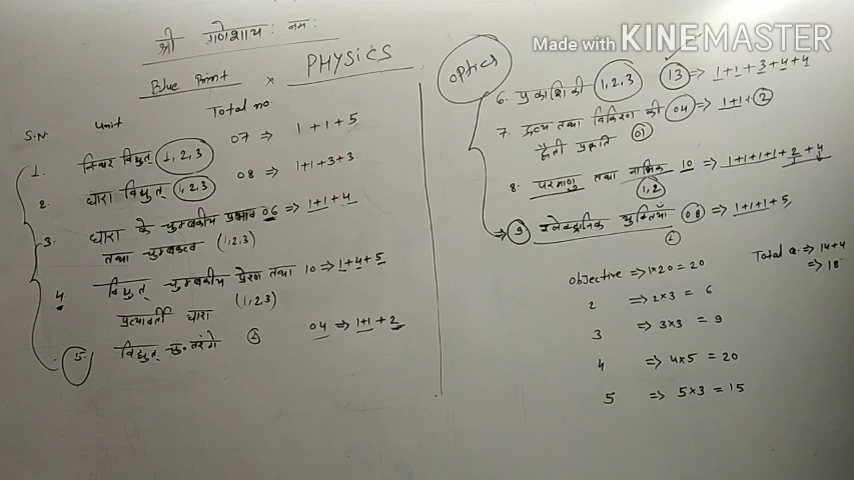 श्री गणेशाय: नम:
Blue Print × PHYSICS
S.N. Unit Total no.
1. स्थिर विद्युत् (1,2,3) 07 => 1+1+5
2. धारा विद्युत् (1,2,3) 08 => 1+1+3+3
3. धारा के चुम्बकीय प्रभाव 06 => 1+1+4
तथा चुम्बकत्व (1,2,3)
4. विद्युत् चुम्बकीय प्रेरण तथा 10 => 1+4+5
प्रत्यावर्ती धारा (1,2,3)
5. विद्युत् चु० तरंगे 04 => 1+1+2
Optics
6. प्रकाशिकी (1,2,3) 13 => 1+1+3+4+4
7. द्रव्य तथा विकिरण की 04 => 1+1+2
द्वैती प्रकृति
8. परमाणु तथा नाभिक 10 => 1+1+1+1+2+4
1,2
9. इलेक्ट्रानिक युक्तियाँ 08 => 1+1+1+5
Objective => 1×20 = 20
2 => 2×3 = 6
3 => 3×3 = 9
4 => 4×5 = 20
5 => 5×3 = 15
Total Q. => 14+4
=> 18
Made with KINEMASTER